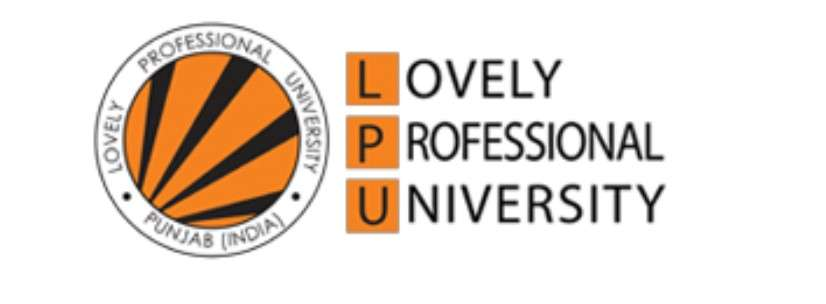 LOVELY PROFESSIONAL UNIVERSITY
PUNJAB (INDIA)
LOVELY
PROFESSIONAL
UNIVERSITY